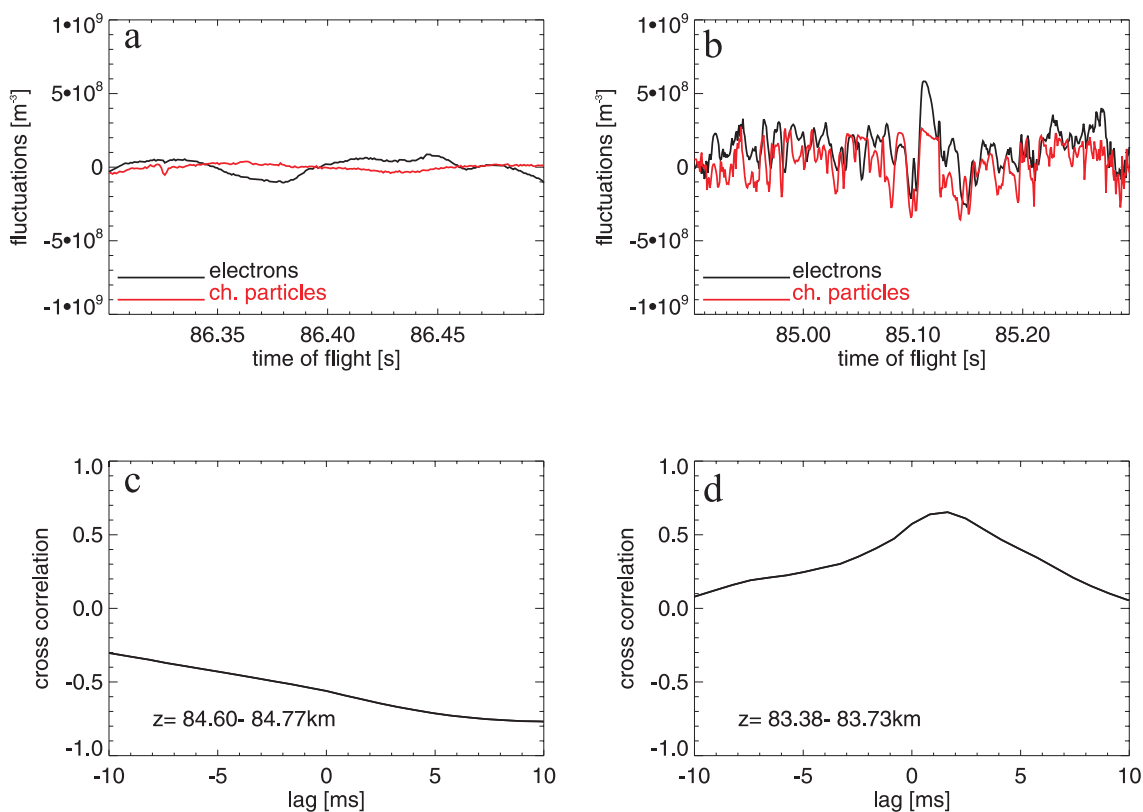 a
1•10⁹
5•10⁸
0
-5•10⁸
-1•10⁹
fluctuations [m⁻³]
electrons
ch. particles
86.35 86.40 86.45
time of flight [s]
b
1•10⁹
5•10⁸
0
-5•10⁸
-1•10⁹
fluctuations [m⁻³]
electrons
ch. particles
85.00 85.10 85.20
time of flight [s]
c
1.0
0.5
0.0
-0.5
-1.0
cross correlation
z= 84.60- 84.77km
-10 -5 0 5 10
lag [ms]
d
1.0
0.5
0.0
-0.5
-1.0
cross correlation
z= 83.38- 83.73km
-10 -5 0 5 10
lag [ms]